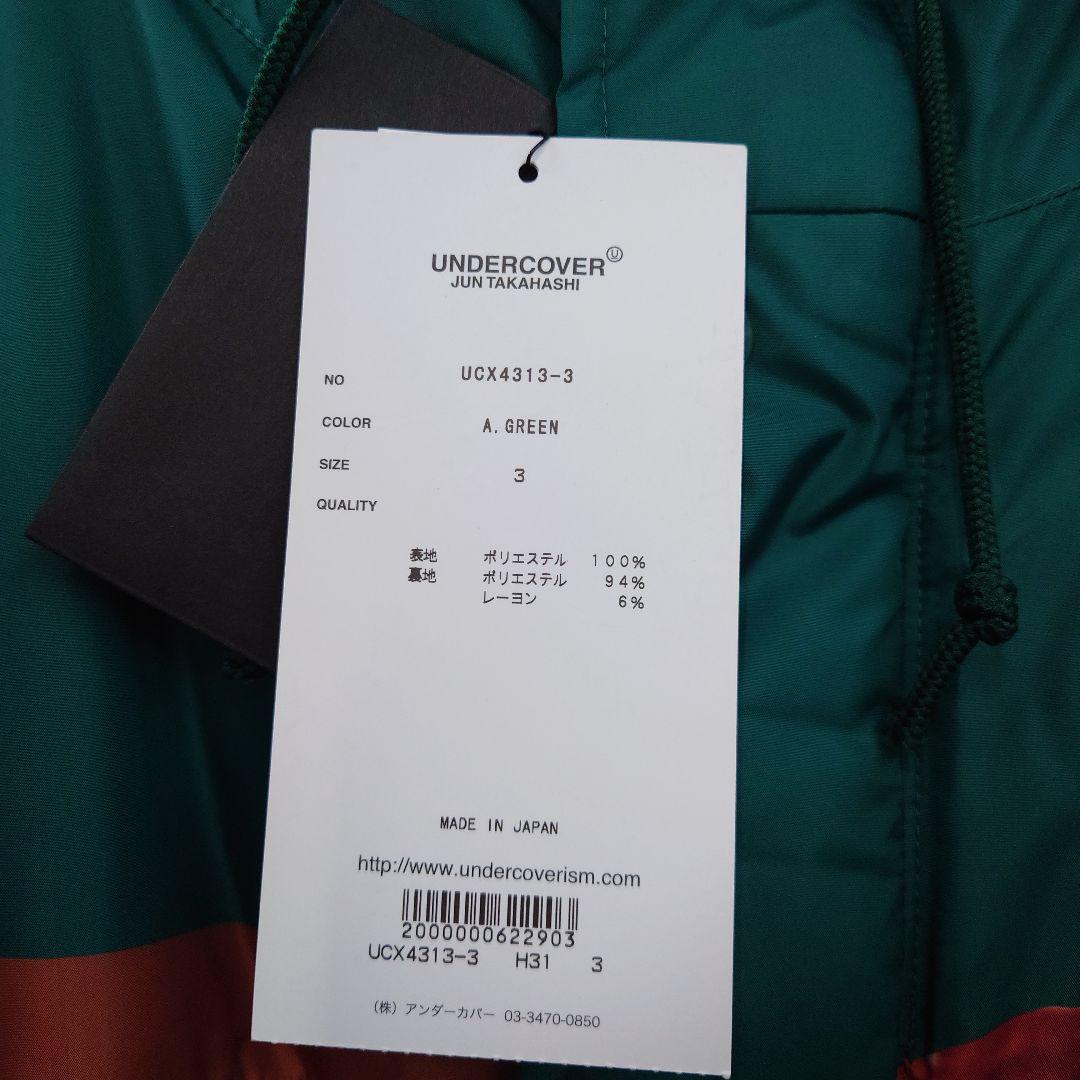 UNDERCOVER Ⓤ
JUN TAKAHASHI
NO UCX4313-3
COLOR A.GREEN
SIZE 3
QUALITY
表地 ポリエステル 100%
裏地 ポリエステル 94%
レーヨン 6%
MADE IN JAPAN
http://www.undercoverism.com
2000000622903
UCX4313-3 H31 3
(株) アンダーカバー 03-3470-0850